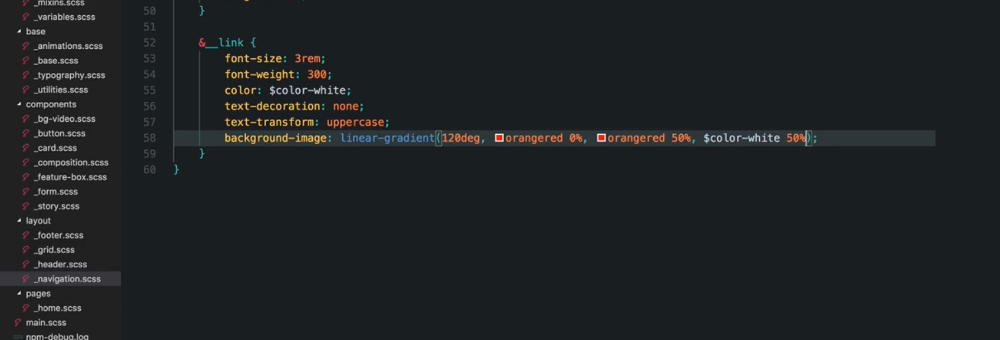 _mixins.scss
_variables.scss
base
_animations.scss
_base.scss
_typography.scss
_utilities.scss
components
_bg-video.scss
_button.scss
_card.scss
_composition.scss
_feature-box.scss
_form.scss
_story.scss
layout
_footer.scss
_grid.scss
_header.scss
_navigation.scss
pages
_home.scss
main.scss
npm-debug.log
50 }
51
52 &__link {
53 font-size: 3rem;
54 font-weight: 300;
55 color: $color-white;
56 text-decoration: none;
57 text-transform: uppercase;
58 background-image: linear-gradient(120deg, orangered 0%, orangered 50%, $color-white 50%);
59 }
60 }